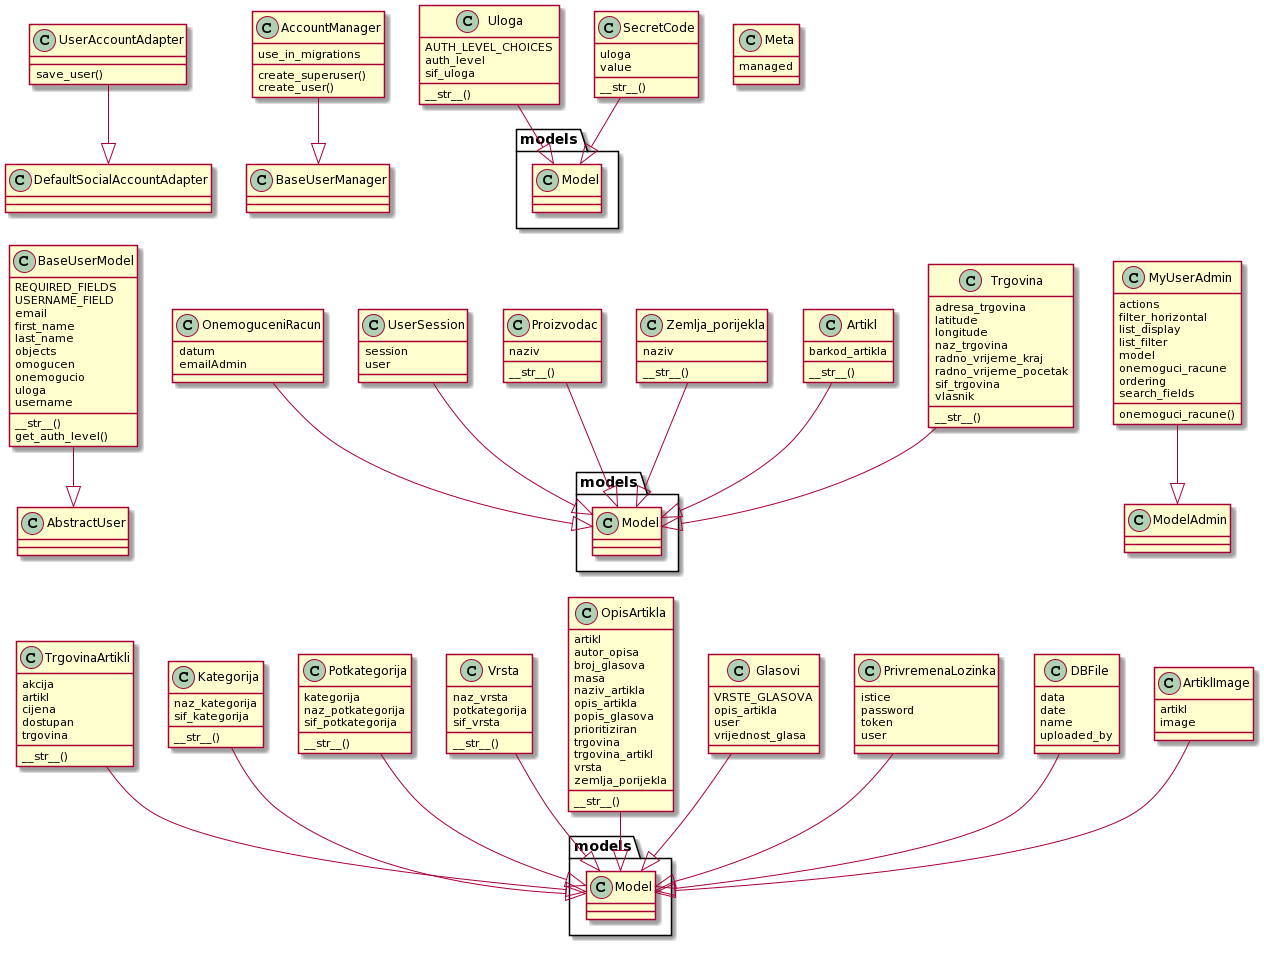 C UserAccountAdapter
save_user()
C AccountManager
use_in_migrations
create_superuser()
create_user()
C Uloga
AUTH_LEVEL_CHOICES
auth_level
sif_uloga
__str__()
C SecretCode
uloga
value
__str__()
C Meta
managed
C DefaultSocialAccountAdapter
C BaseUserManager
models
C Model
C BaseUserModel
REQUIRED_FIELDS
USERNAME_FIELD
email
first_name
last_name
objects
omogucen
onemogucio
uloga
username
__str__()
get_auth_level()
C OnemoguceniRacun
datum
emailAdmin
C UserSession
session
user
C Proizvodac
naziv
__str__()
C Zemlja_porijekla
naziv
__str__()
C Artikl
barkod_artikla
__str__()
C Trgovina
adresa_trgovina
latitude
longitude
naz_trgovina
radno_vrijeme_kraj
radno_vrijeme_pocetak
sif_trgovina
vlasnik
__str__()
C MyUserAdmin
actions
filter_horizontal
list_display
list_filter
model
onemoguci_racune
ordering
search_fields
onemoguci_racune()
C AbstractUser
models
C Model
C ModelAdmin
C TrgovinaArtikli
akcija
artikl
cijena
dostupan
trgovina
__str__()
C Kategorija
naz_kategorija
sif_kategorija
__str__()
C Potkategorija
kategorija
naz_potkategorija
sif_potkategorija
__str__()
C Vrsta
naz_vrsta
potkategorija
sif_vrsta
__str__()
C OpisArtikla
artikl
autor_opisa
broj_glasova
masa
naziv_artikla
opis_artikla
popis_glasova
prioritiziran
trgovina
trgovina_artikl
vrsta
zemlja_porijekla
__str__()
C Glasovi
VRSTE_GLASOVA
opis_artikla
user
vrijednost_glasa
C PrivremenaLozinka
istice
password
token
user
C DBFile
data
date
name
uploaded_by
C ArtiklImage
artikl
image
models
C Model